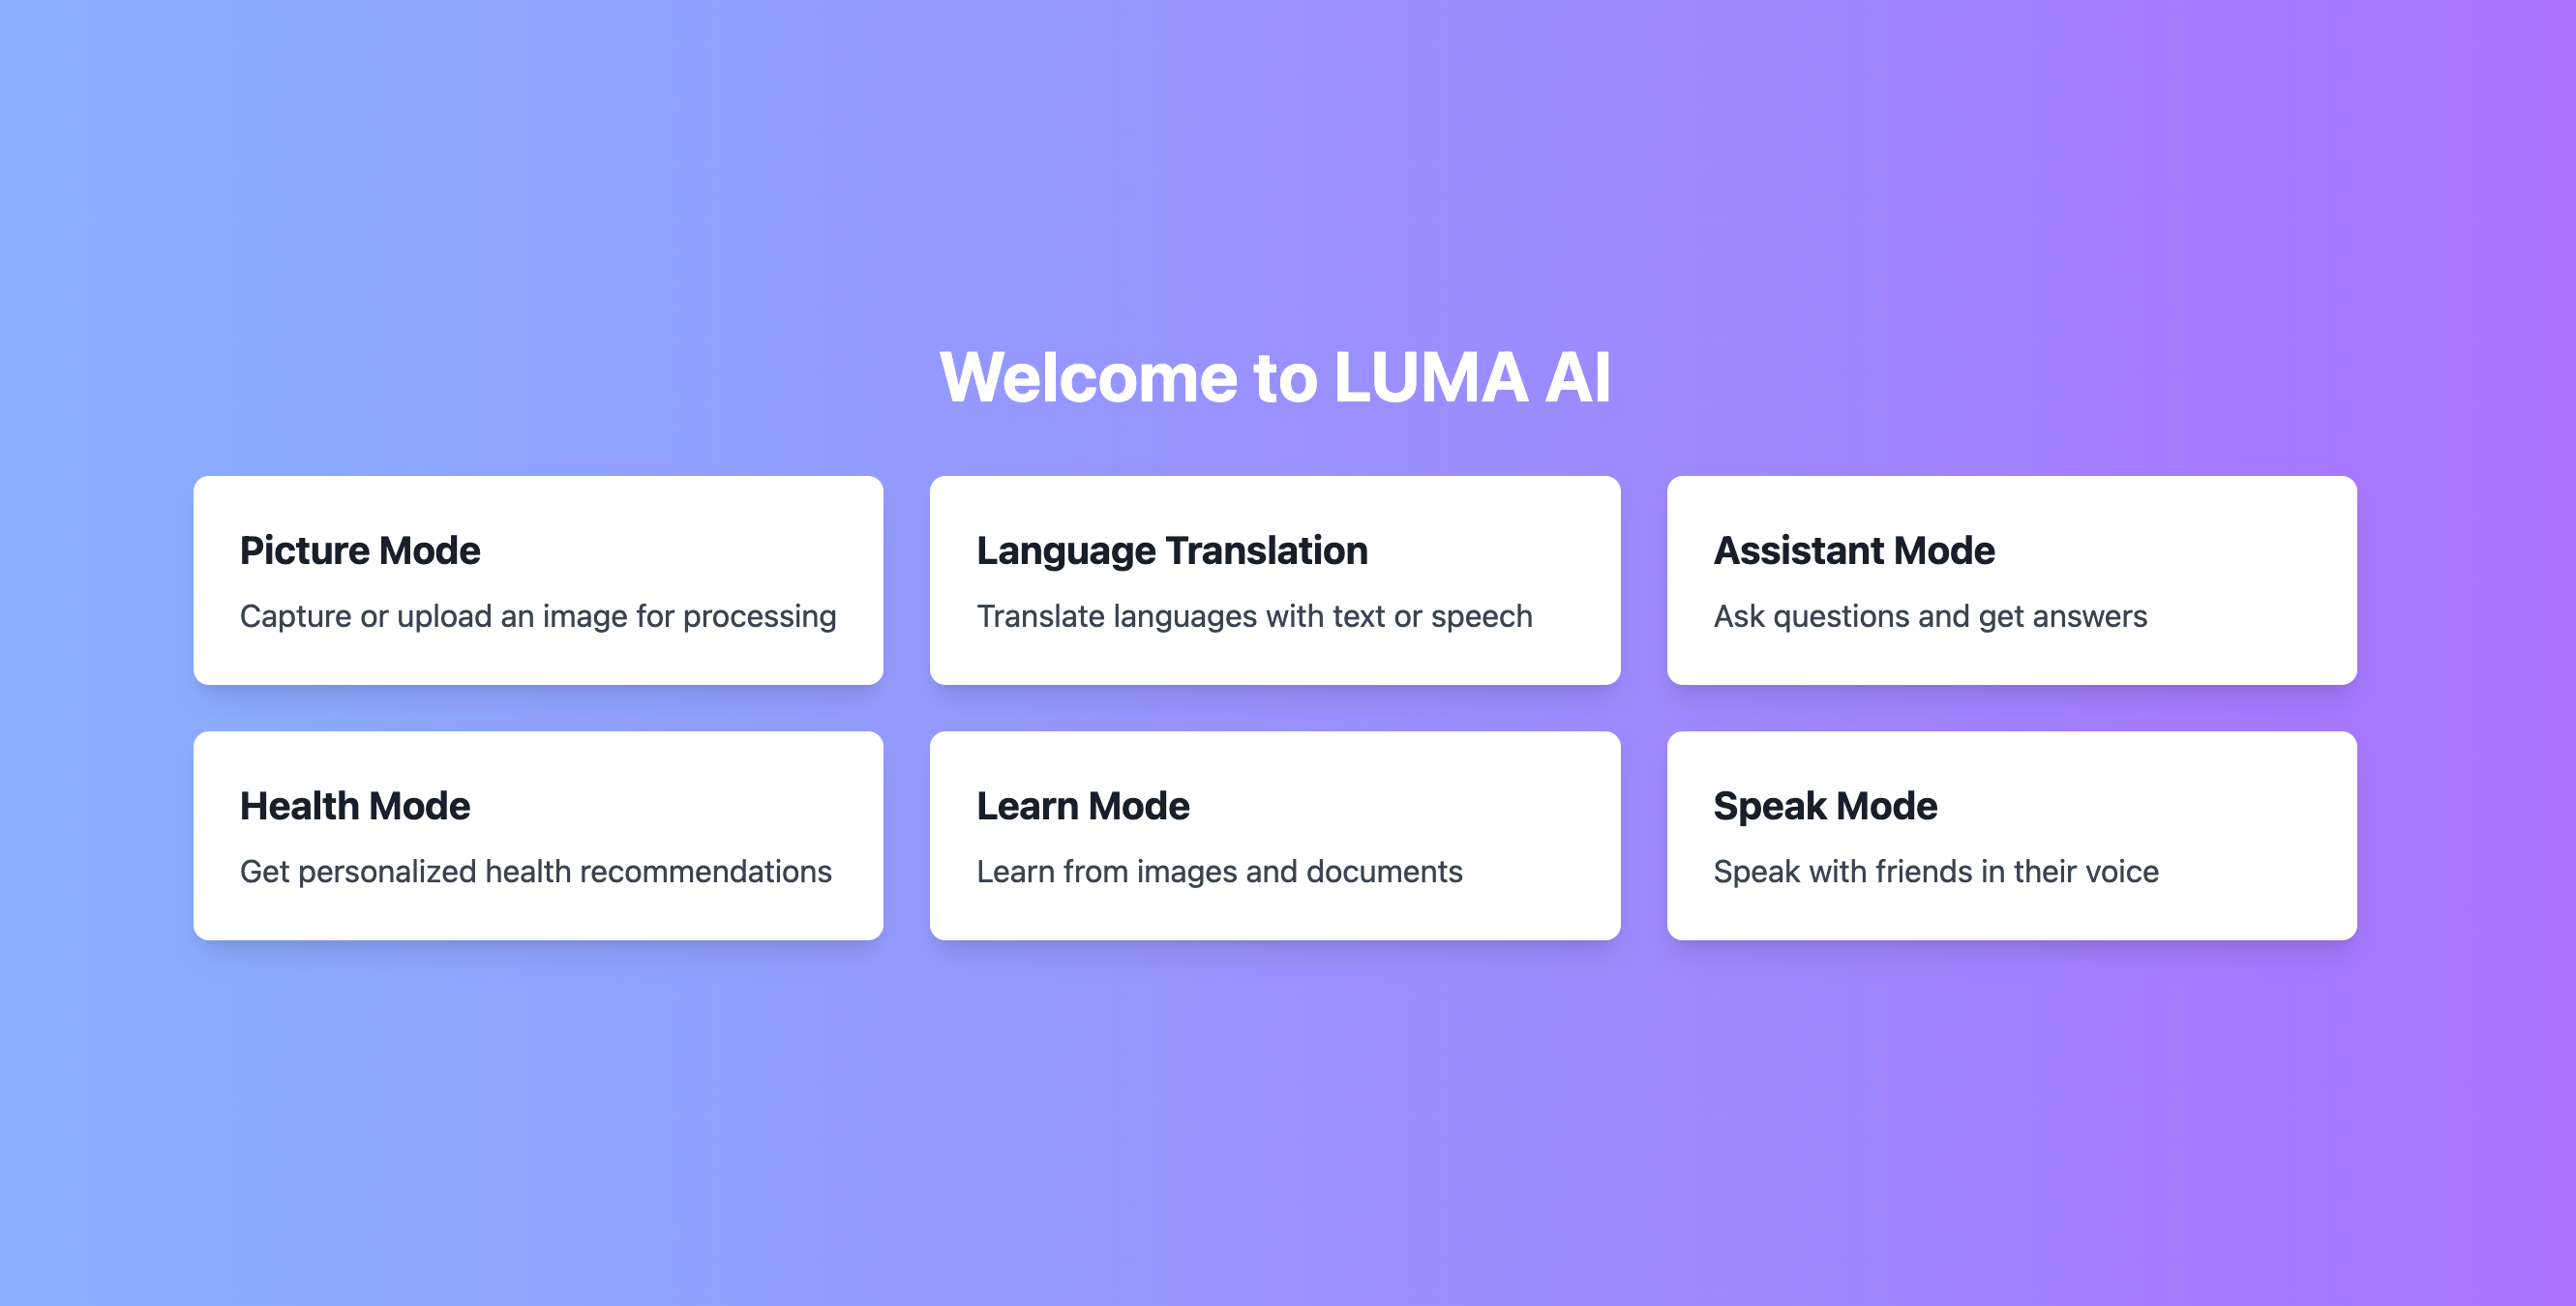 Welcome to LUMA AI
Picture Mode
Capture or upload an image for processing
Language Translation
Translate languages with text or speech
Assistant Mode
Ask questions and get answers
Health Mode
Get personalized health recommendations
Learn Mode
Learn from images and documents
Speak Mode
Speak with friends in their voice